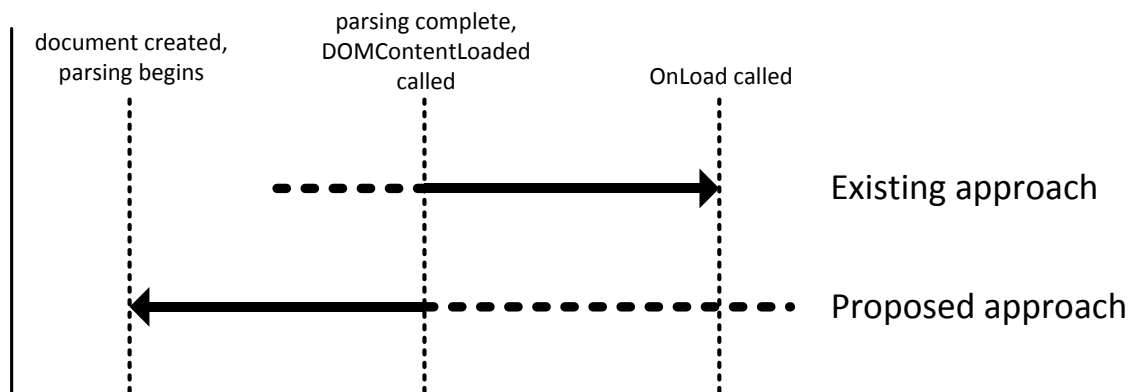 document created,
parsing begins
parsing complete,
DOMContentLoaded
called
OnLoad called
Existing approach
Proposed approach